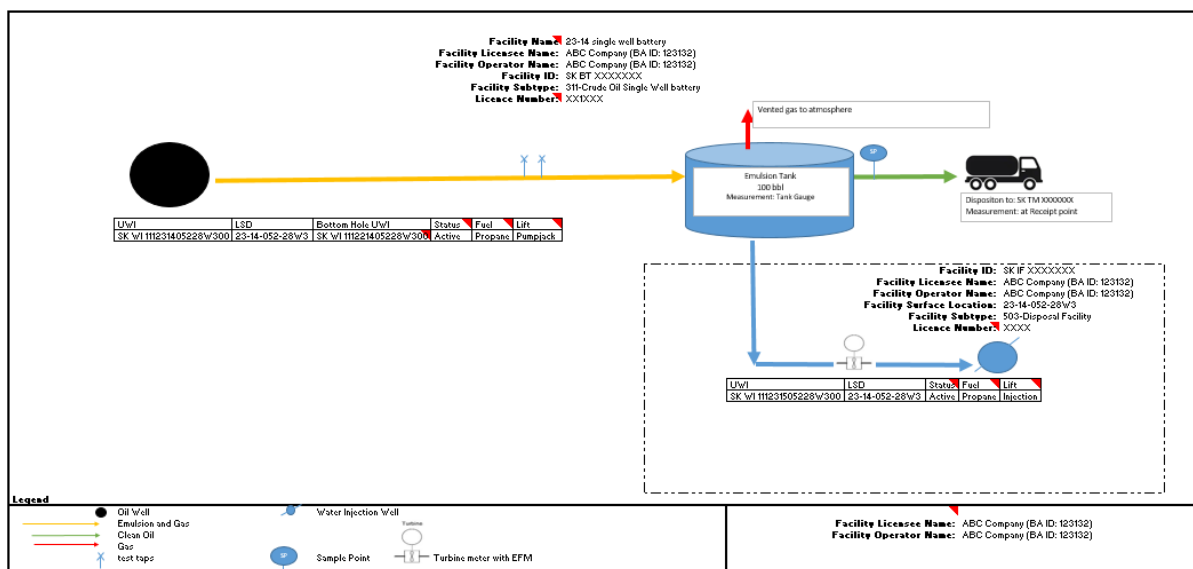 Facility Name: 23-14 single well battery
Facility Licensee Name: ABC Company (BA ID: 123132)
Facility Operator Name: ABC Company (BA ID: 123132)
Facility ID: SK BT XXXXXXX
Facility Subtype: 311-Crude Oil Single Well battery
Licence Number: XX1XXX
Vented gas to atmosphere
SP
Emulsion Tank
100 bbl
Measurement: Tank Gauge
Dispositon to: SK TM XXXXXXX
Measurement: at Receipt point
UWI LSD Bottom Hole UWI Status Fuel Lift
SK WI 111231405228W300 23-14-052-28W3 SK WI 111221405228W300 Active Propane Pumpjack
Facility ID: SK IF XXXXXXX
Facility Licensee Name: ABC Company (BA ID: 123132)
Facility Operator Name: ABC Company (BA ID: 123132)
Facility Surface Location: 23-14-052-28W3
Facility Subtype: 503-Disposal Facility
Licence Number: XXXX
UWI LSD Status Fuel Lift
SK WI 111231505228W300 23-14-052-28W3 Active Propane Injection
Legend
Oil Well
Emulsion and Gas
Clean Oil
Gas
test taps
Water Injection Well
SP
Sample Point
Turbine
Turbine meter with EFM
Facility Licensee Name: ABC Company (BA ID: 123132)
Facility Operator Name: ABC Company (BA ID: 123132)